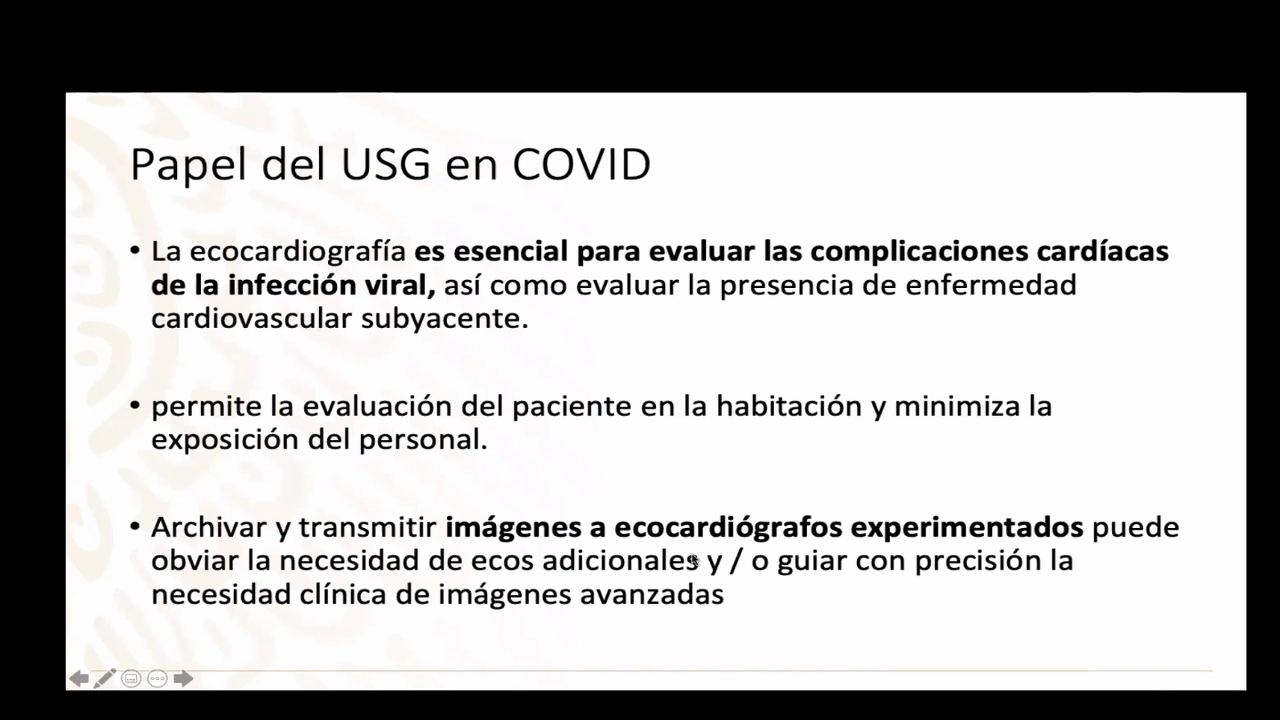 Papel del USG en COVID
• La ecocardiografía es esencial para evaluar las complicaciones cardíacas
de la infección viral, así como evaluar la presencia de enfermedad
cardiovascular subyacente.
• permite la evaluación del paciente en la habitación y minimiza la
exposición del personal.
• Archivar y transmitir imágenes a ecocardiógrafos experimentados puede
obviar la necesidad de ecos adicionales y / o guiar con precisión la
necesidad clínica de imágenes avanzadas